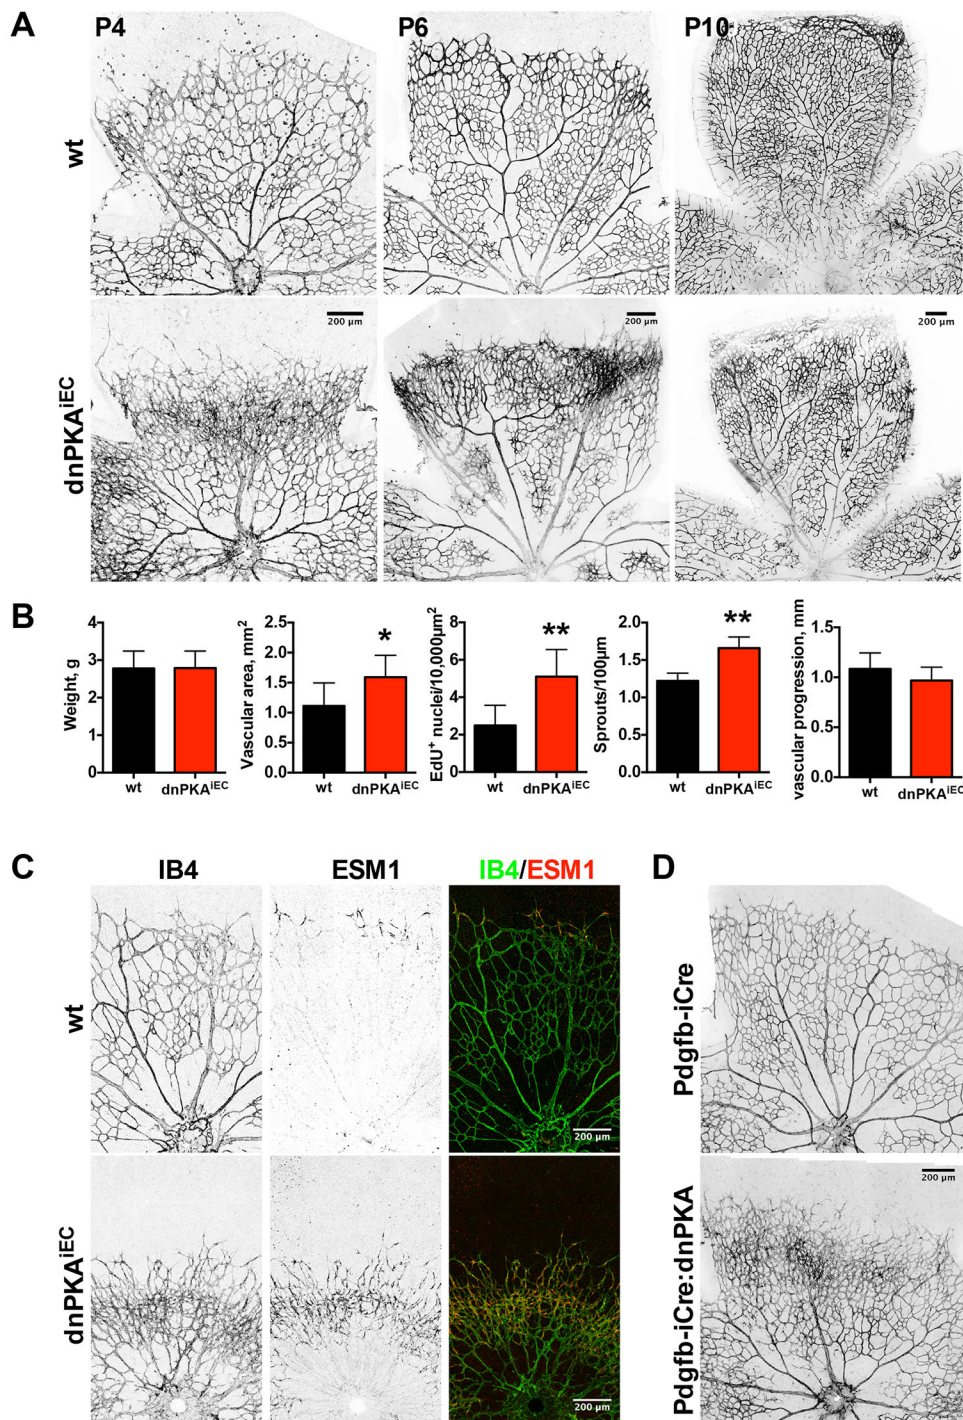 A
P4
P6
P10
wt
200 µm
200 µm
200 µm
dnPKAiEC
B
Weight, g
4
3
2
1
0
wt
dnPKAiEC
Vascular area, mm2
2.5
2.0
1.5
1.0
0.5
0.0
*
wt
dnPKAiEC
EdU+ nuclei/10,000µm2
8
6
4
2
0
**
wt
dnPKAiEC
Sprouts/100µm
2.0
1.5
1.0
0.5
0.0
**
wt
dnPKAiEC
vascular progression, mm
1.5
1.0
0.5
0.0
wt
dnPKAiEC
C
IB4
ESM1
IB4/ESM1
wt
200 µm
dnPKAiEC
200 µm
D
Pdgfb-iCre
200 µm
Pdgfb-iCre:dnPKA